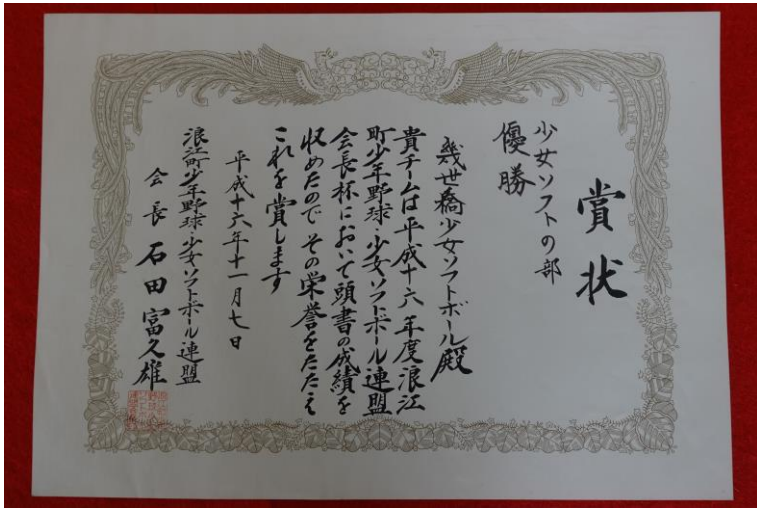 賞状
少女ソフトの部
優勝
幾世橋少女ソフトボール殿
貴チームは平成十六年度浪江
町少年野球・少女ソフトボール連盟
会長杯において頭書の成績を
収めたのでその栄誉をたたえ
これを賞します
平成十六年十一月七日
浪江町少年野球・少女ソフトボール連盟
会長 石田富久雄